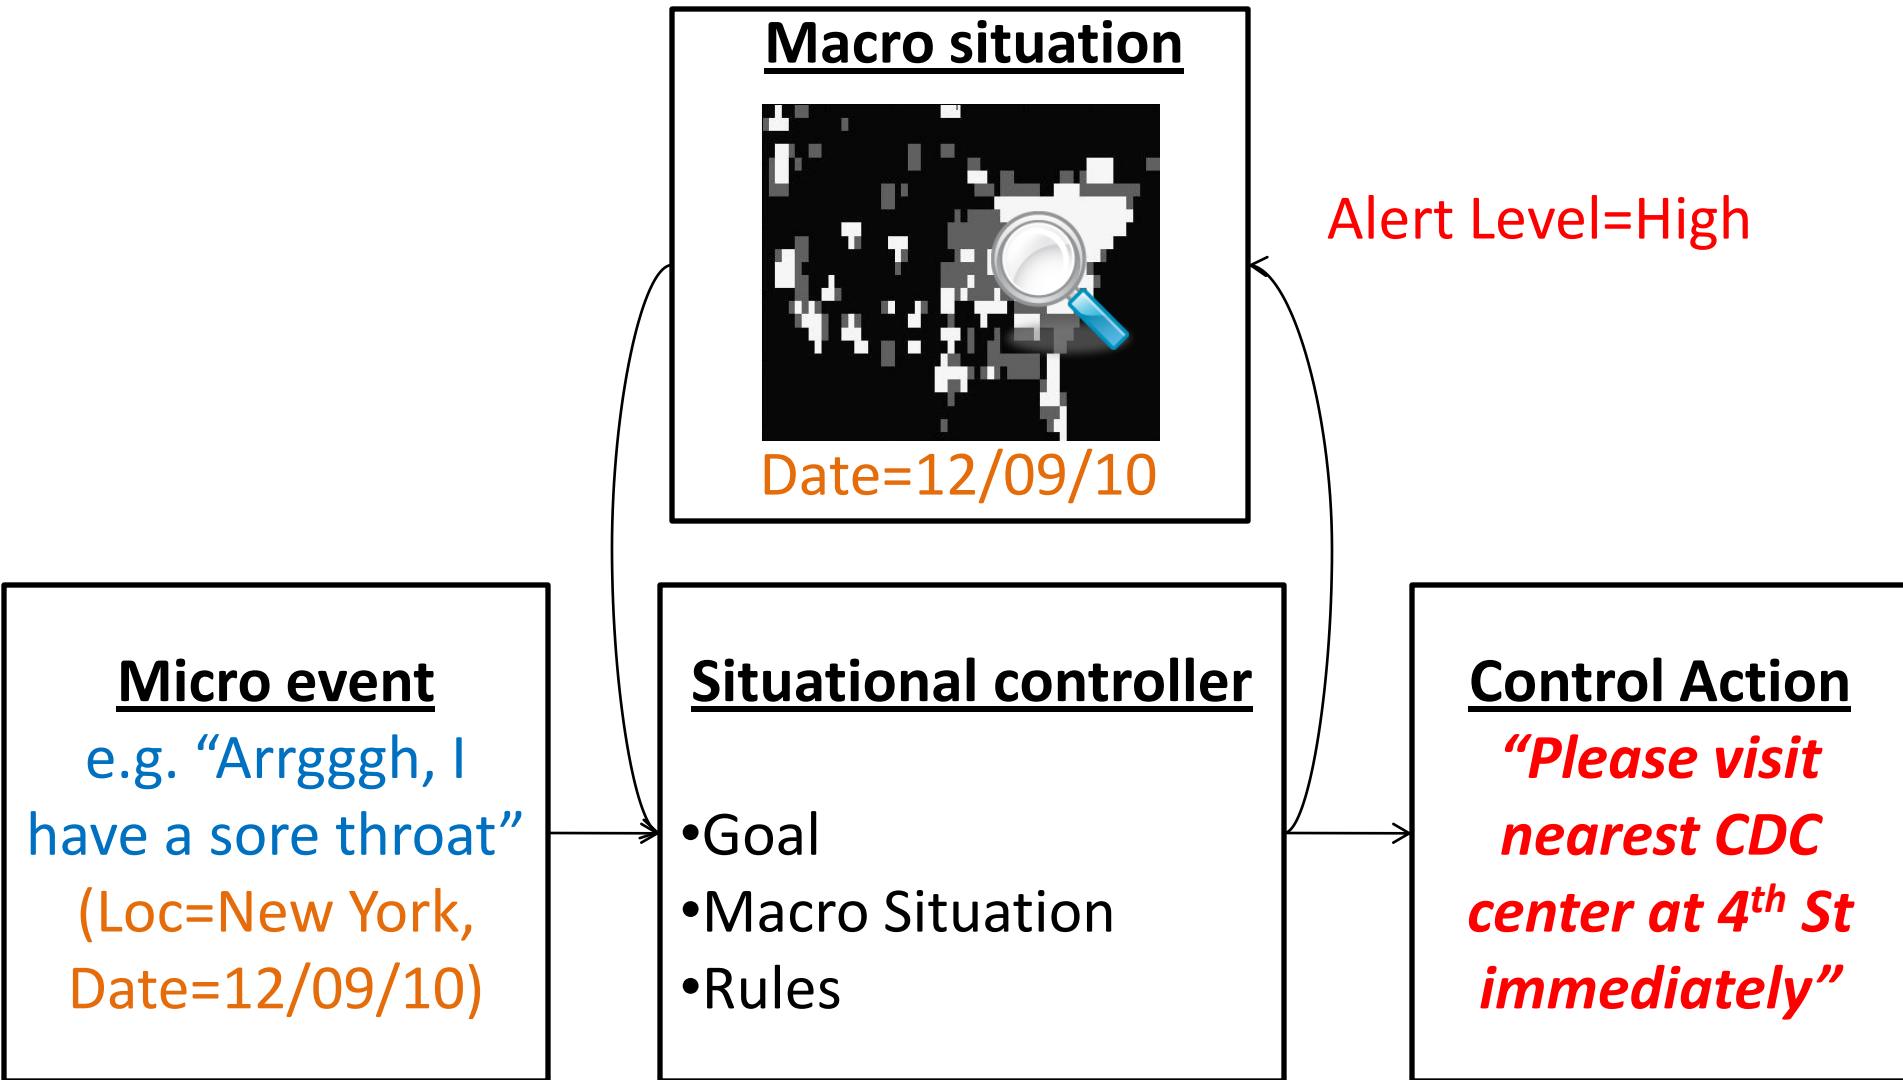 Macro situation
Date=12/09/10
Alert Level=High
Micro event
e.g. “Arrgggh, I
have a sore throat”
(Loc=New York,
Date=12/09/10)
Situational controller
•Goal
•Macro Situation
•Rules
Control Action
“Please visit
nearest CDC
center at 4th St
immediately”